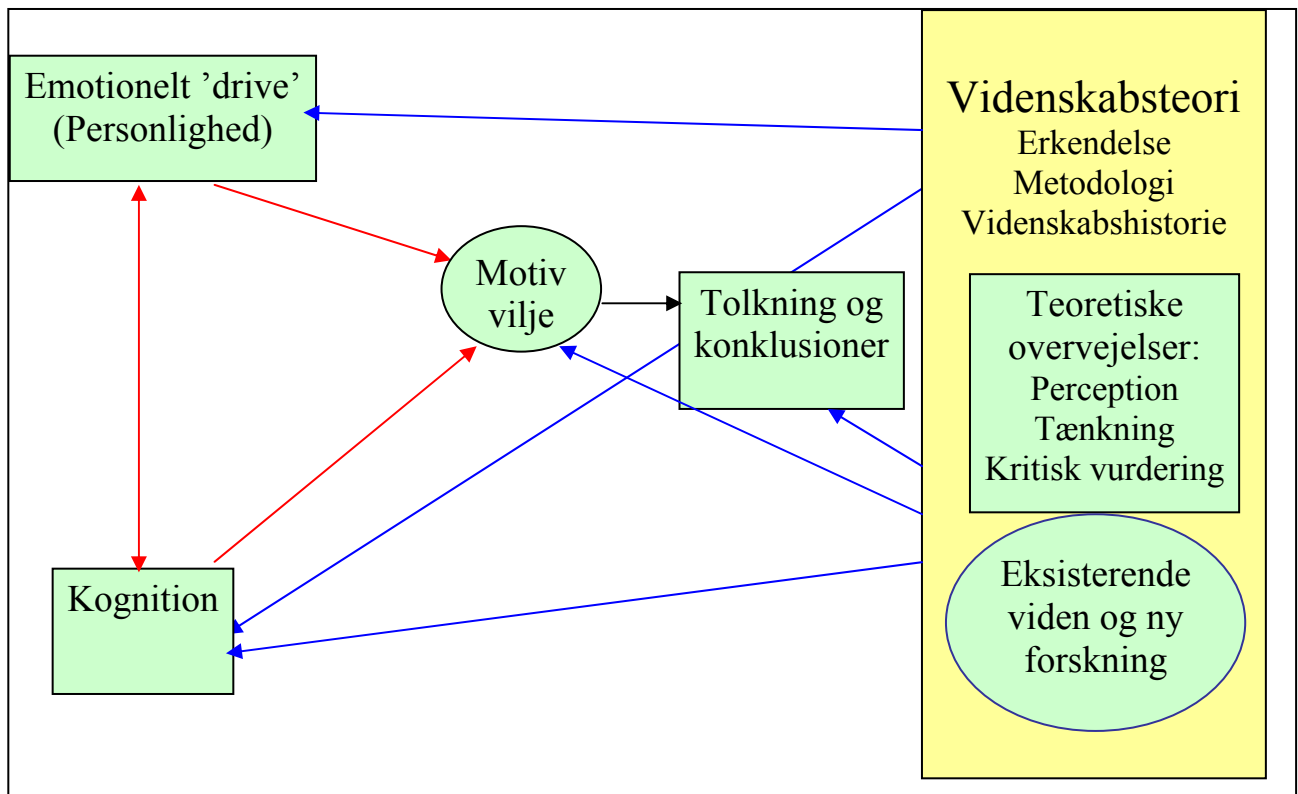 Emotionelt ’drive’
(Personlighed)
Motiv
vilje
Tolkning og
konklusioner
Kognition
Videnskabsteori
Erkendelse
Metodologi
Videnskabshistorie
Teoretiske
overvejelser:
Perception
Tænkning
Kritisk vurdering
Eksisterende
viden og ny
forskning